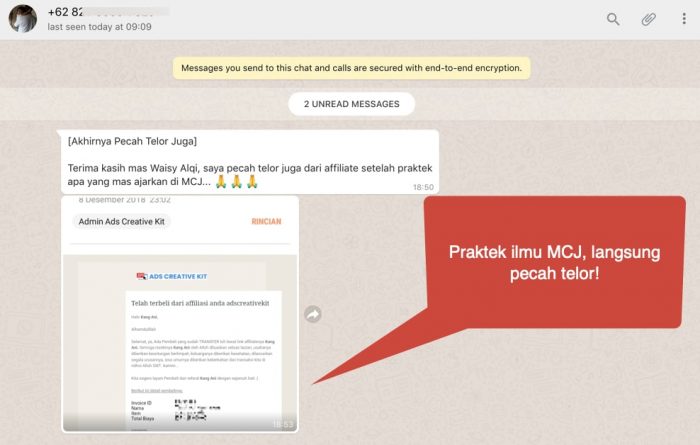 +62 82
last seen today at 09:09
Messages you send to this chat and calls are secured with end-to-end encryption.
2 UNREAD MESSAGES
[Akhirnya Pecah Telor Juga]
Terima kasih mas Waisy Alqi, saya pecah telor juga dari affiliate setelah praktek
apa yang mas ajarkan di MCJ... 🙏 🙏 🙏
18:50
8 Desember 2018 23:02
Admin Ads Creative Kit
RINCIAN
ADS CREATIVE KIT
Telah terbeli dari affiliasi anda adscreativekit
Halo Kang Ani,
Alhamdulillah
Invoice ID
Nama
Item
Total Biaya
18:53
Praktek ilmu MCJ, langsung
pecah telor!